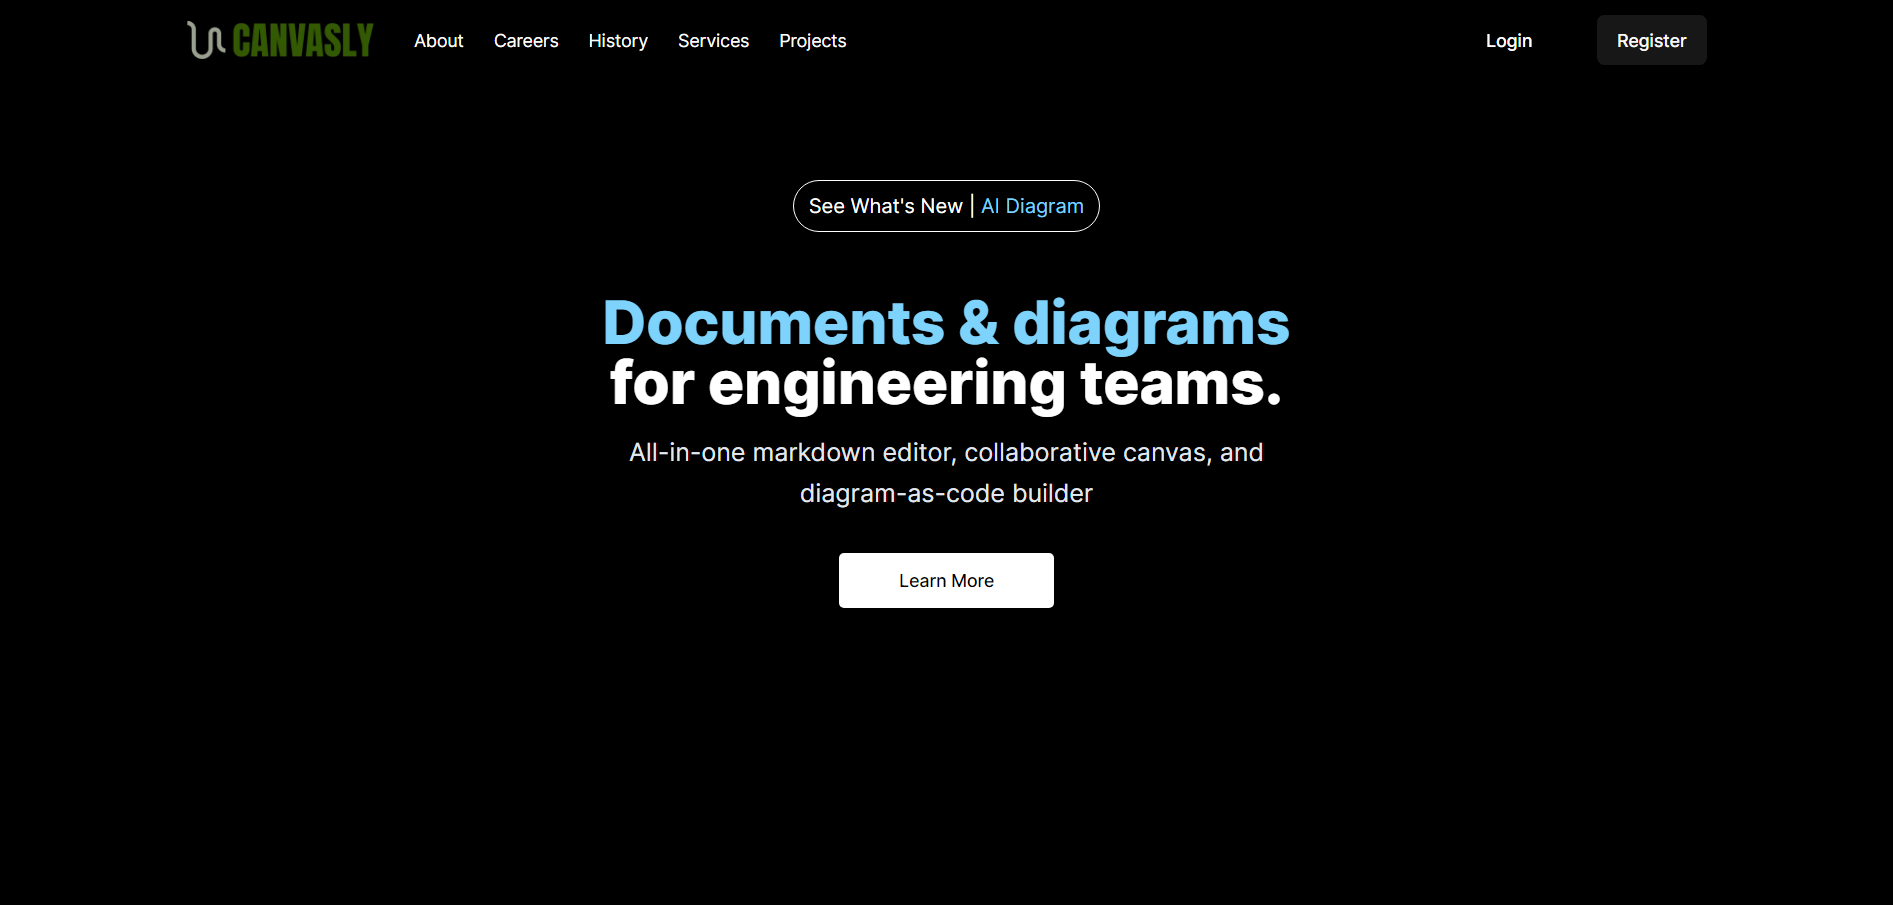 CANVASLY
About
Careers
History
Services
Projects
Login
Register
See What's New | AI Diagram
Documents & diagrams
for engineering teams.
All-in-one markdown editor, collaborative canvas, and
diagram-as-code builder
Learn More